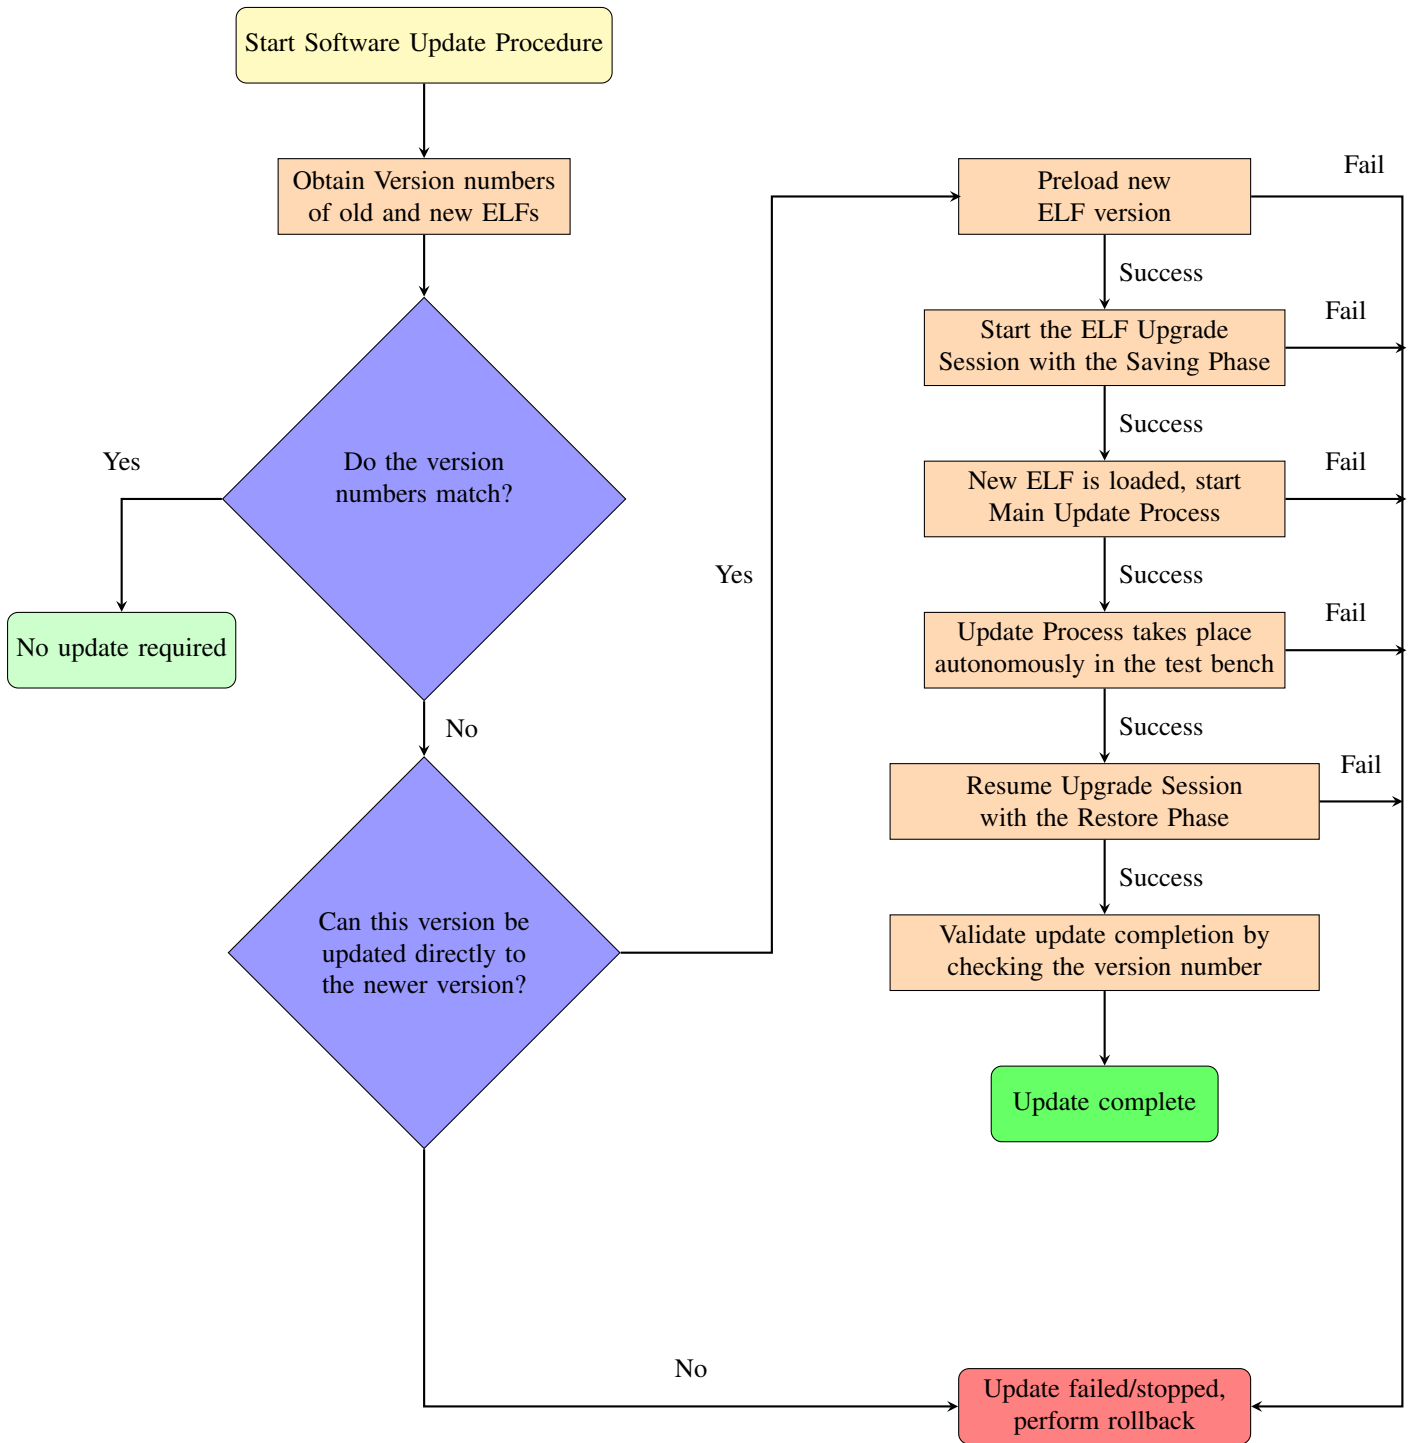 Start Software Update Procedure
Obtain Version numbers
of old and new ELFs
Do the version
numbers match?
Yes
No update required
No
Can this version be
updated directly to
the newer version?
Yes
No
Preload new
ELF version
Fail
Success
Start the ELF Upgrade
Session with the Saving Phase
Fail
Success
New ELF is loaded, start
Main Update Process
Fail
Success
Update Process takes place
autonomously in the test bench
Fail
Success
Resume Upgrade Session
with the Restore Phase
Fail
Success
Validate update completion by
checking the version number
Update complete
Update failed/stopped,
perform rollback